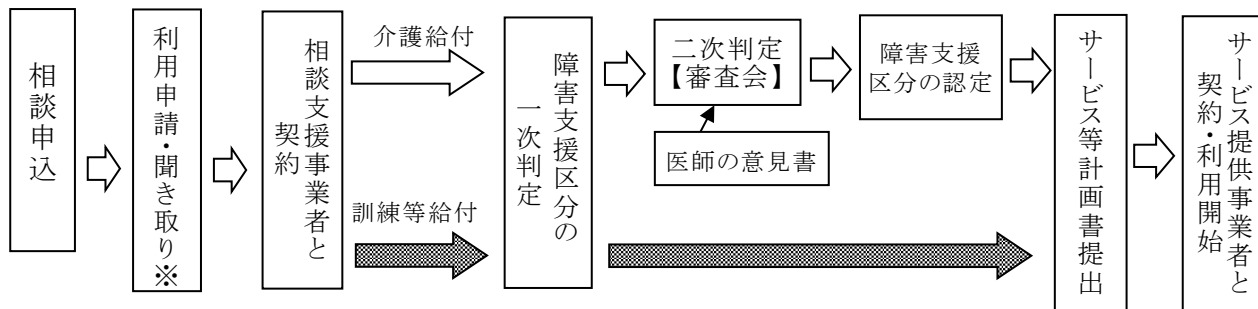 相談申込
利用申請・聞き取り※
相談支援事業者と
契約
介護給付
訓練等給付
障害支援区分の
一次判定
二次判定
【審査会】
医師の意見書
障害支援
区分の認定
サービス等計画書提出
サービス提供事業者と
契約・利用開始